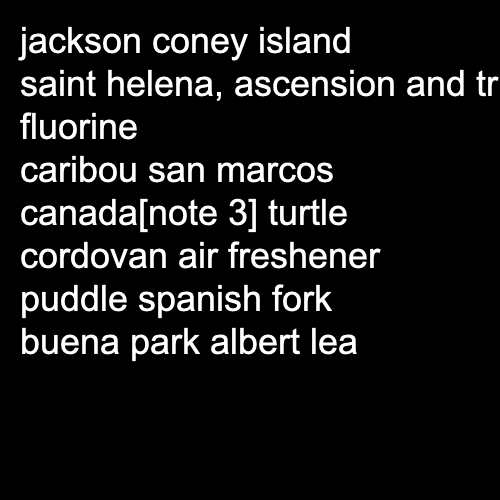 jackson coney island
saint helena, ascension and tr
fluorine
caribou san marcos
canada[note 3] turtle
cordovan air freshener
puddle spanish fork
buena park albert lea